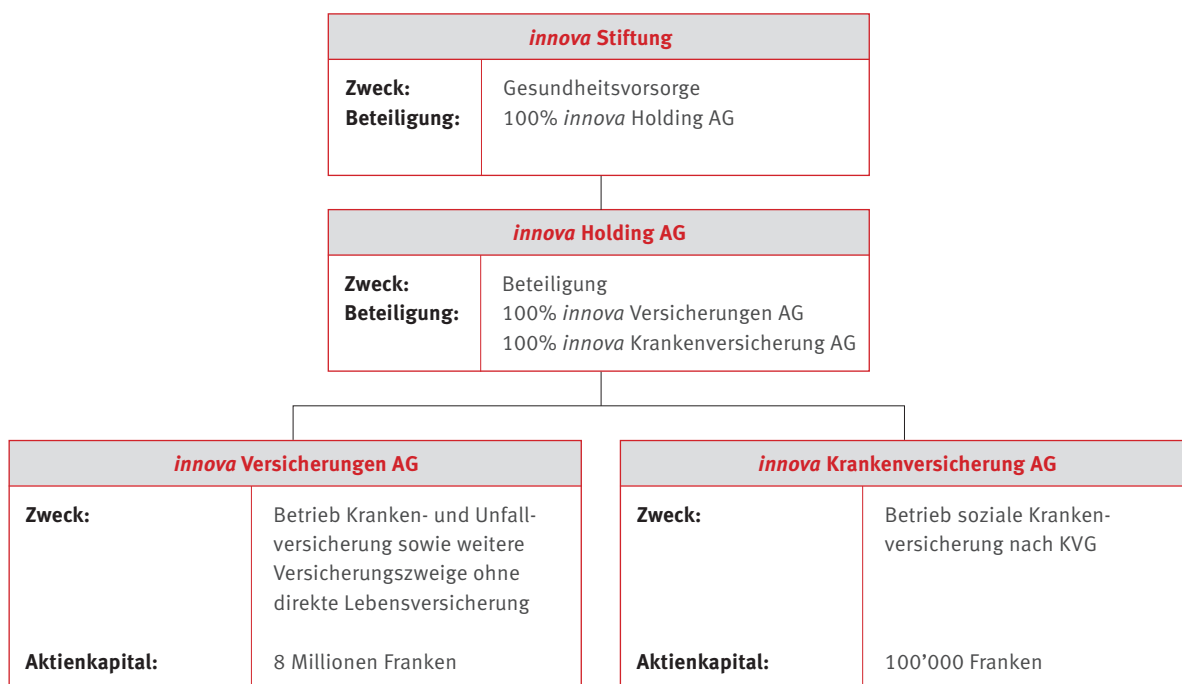 innova Stiftung
Zweck: Gesundheitsvorsorge
Beteiligung: 100% innova Holding AG
innova Holding AG
Zweck: Beteiligung
Beteiligung: 100% innova Versicherungen AG
100% innova Krankenversicherung AG
innova Versicherungen AG
Zweck: Betrieb Kranken- und Unfall-
versicherung sowie weitere
Versicherungszweige ohne
direkte Lebensversicherung
Aktienkapital: 8 Millionen Franken
innova Krankenversicherung AG
Zweck: Betrieb soziale Kranken-
versicherung nach KVG
Aktienkapital: 100’000 Franken